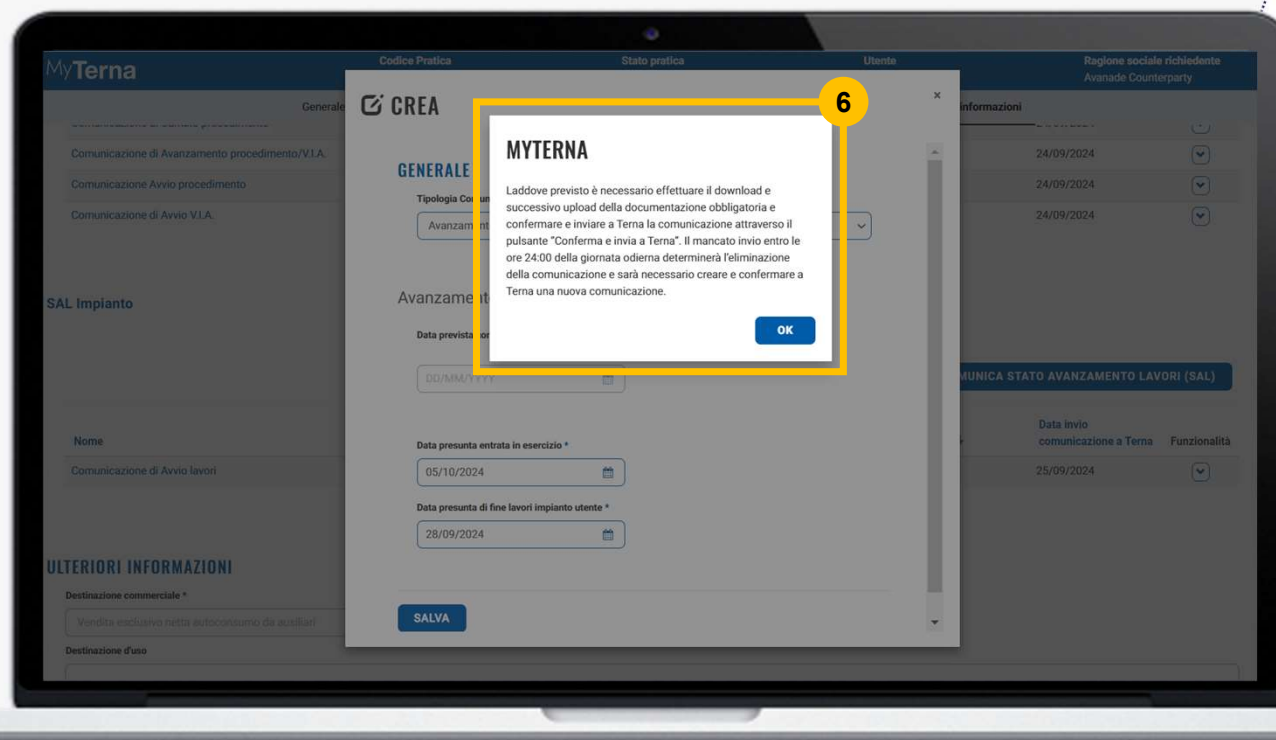 Codice Pratica
Stato pratica
Utente
Ragione sociale richiedente
MyTerna
Avanade Counterparty
Generale
informazioni
CREA
×
6
Comunicazione di Avanzamento procedimento/V.I.A.
24/09/2024
Comunicazione Avvio procedimento
24/09/2024
Comunicazione di Avvio V.I.A.
24/09/2024
GENERALE
Tipologia
MYTERNA
Laddove previsto è necessario effettuare il download e
successivo upload della documentazione obbligatoria e
confermare e inviare a Terna la comunicazione attraverso il
pulsante "Conferma e invia a Terna". Il mancato invio entro le
ore 24:00 della giornata odierna determinerà l'eliminazione
della comunicazione e sarà necessario creare e confermare a
Terna una nuova comunicazione.
OK
SAL Impianto
Data prevista
DD/MM/YYYY
STATO AVANZAMENTO LAVORI (SAL)
Nome
Data invio
comunicazione a Terna
Funzionalità
Comunicazione di Avvio lavori
25/09/2024
Data presunta entrata in esercizio *
05/10/2024
Data presunta di fine lavori impianto utente *
28/09/2024
SALVA
ULTERIORI INFORMAZIONI
Destinazione commerciale *
Vendita esclusivo netta autoconsumo da ausiliari
Destinazione d'uso